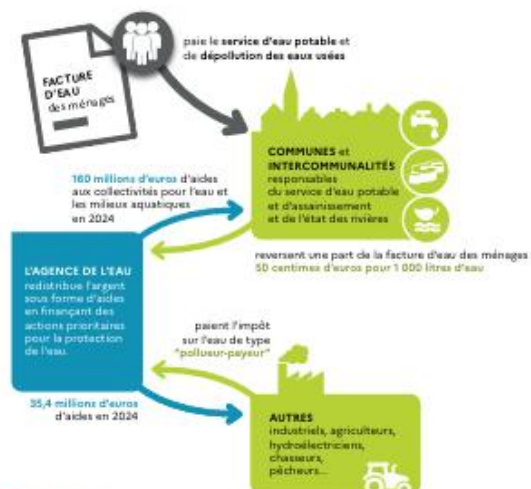 paie le service d'eau potable et
de dépollution des eaux usées
FACTURE
D'EAU
des ménages
COMMUNES et
INTERCOMMUNALITÉS
responsables
du service d'eau potable
et d'assainissement
et de l'état des rivières
160 millions d'euros d'aides
aux collectivités pour l'eau et
les milieux aquatiques
en 2024
reversent une part de la facture d'eau des ménages
50 centimes d'euros pour 1 000 litres d'eau
L'AGENCE DE L'EAU
redistribue l'argent
sous forme d'aides
en finançant des
actions prioritaires
pour la protection
de l'eau.
paient l'impôt
sur l'eau de type
"pollueur-payeur"
35,4 millions d'euros
d'aides en 2024
AUTRES
industriels, agriculteurs,
hydroélectriciens,
chasseurs,
pêcheurs...